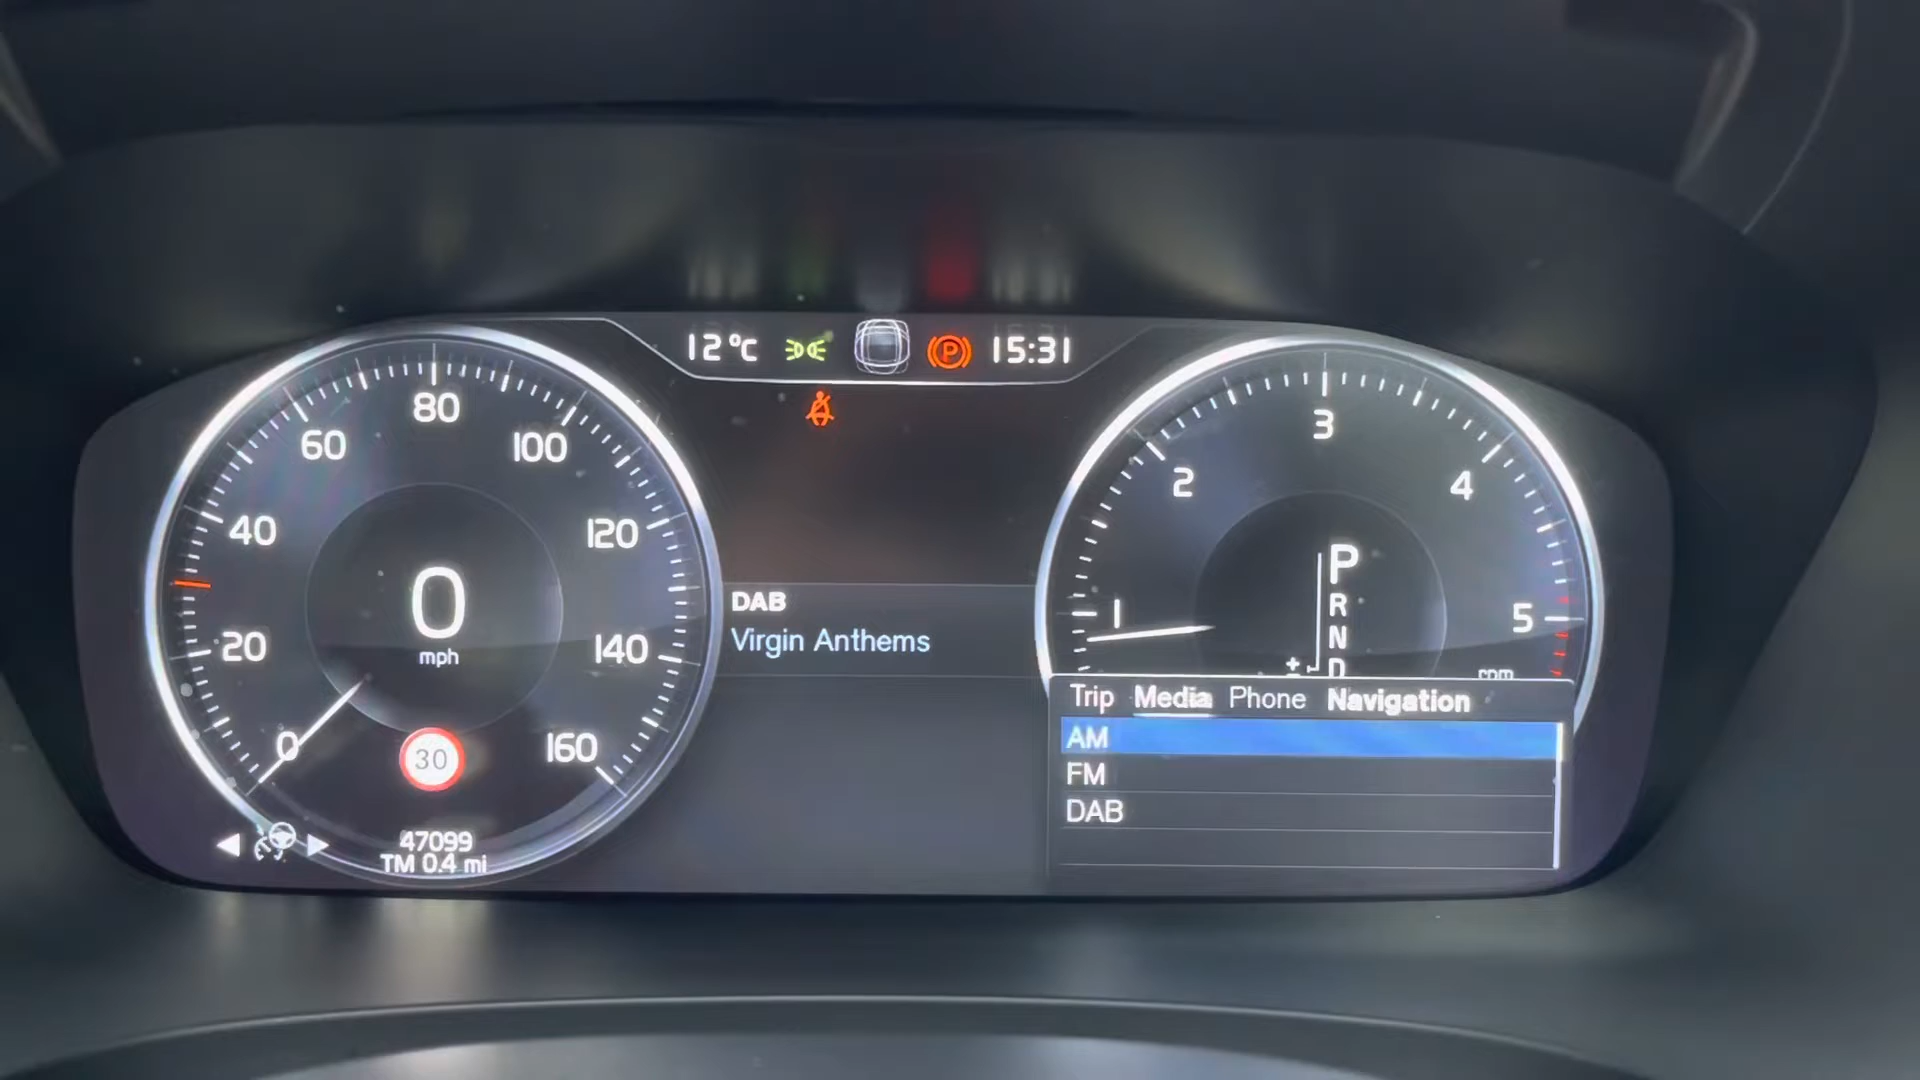 12°C 15:31
P
80
60
100
40
120
20
140
0
160
0
mph
30
47099
TM 0.4 mi
DAB
Virgin Anthems
3
2
4
1
5
P
R
N
D
+
-
rpm
Trip Media Phone Navigation
AM
FM
DAB